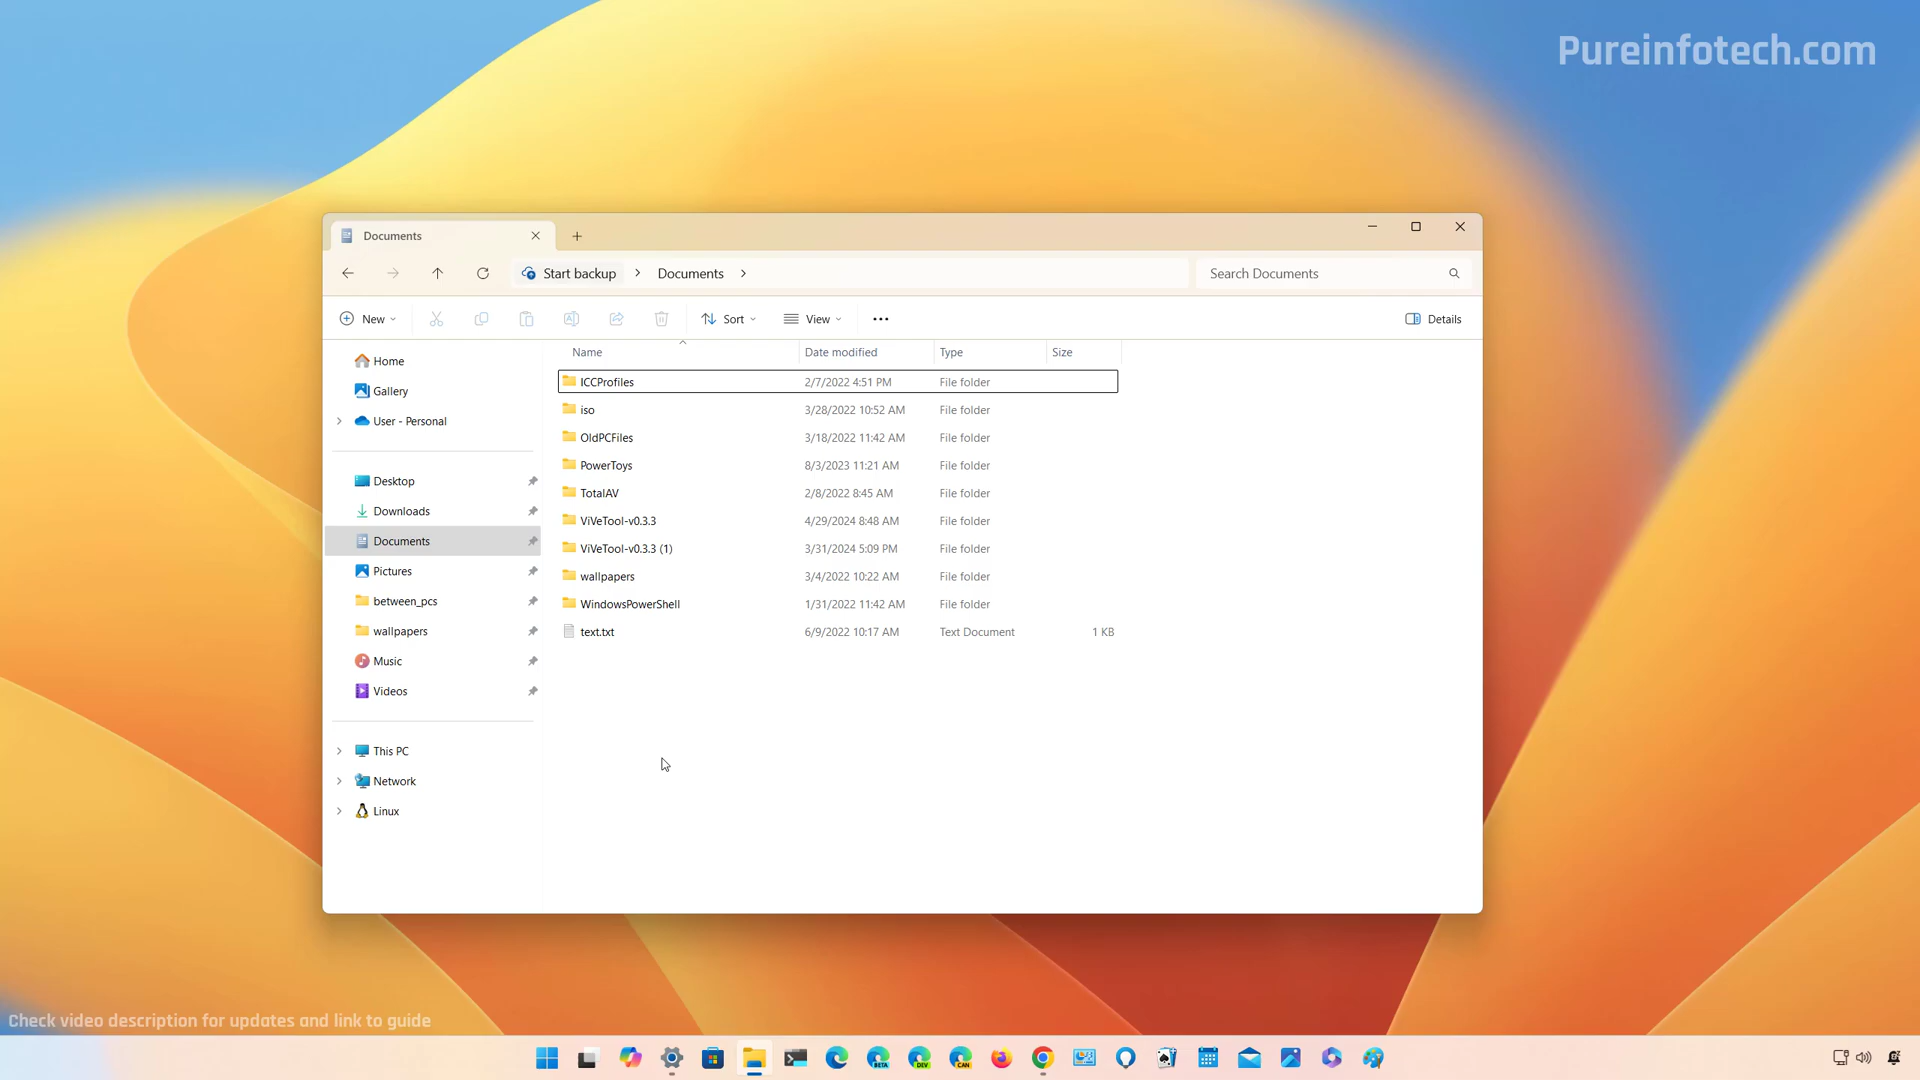 Pureinfotech.com
Documents
Start backup > Documents >
Search Documents
New
Sort
View
Details
Home
Gallery
User - Personal
Desktop
Downloads
Documents
Pictures
between_pcs
wallpapers
Music
Videos
This PC
Network
Linux
Name Date modified Type Size
ICCProfiles 2/7/2022 4:51 PM File folder
iso 3/28/2022 10:52 AM File folder
OldPCFiles 3/18/2022 11:42 AM File folder
PowerToys 8/3/2023 11:21 AM File folder
TotalAV 2/8/2022 8:45 AM File folder
ViVeTool-v0.3.3 4/29/2024 8:48 AM File folder
ViVeTool-v0.3.3 (1) 3/31/2024 5:09 PM File folder
wallpapers 3/4/2022 10:22 AM File folder
WindowsPowerShell 1/31/2022 11:42 AM File folder
text.txt 6/9/2022 10:17 AM Text Document 1 KB
Check video description for updates and link to guide
BETA
DEV
CAN